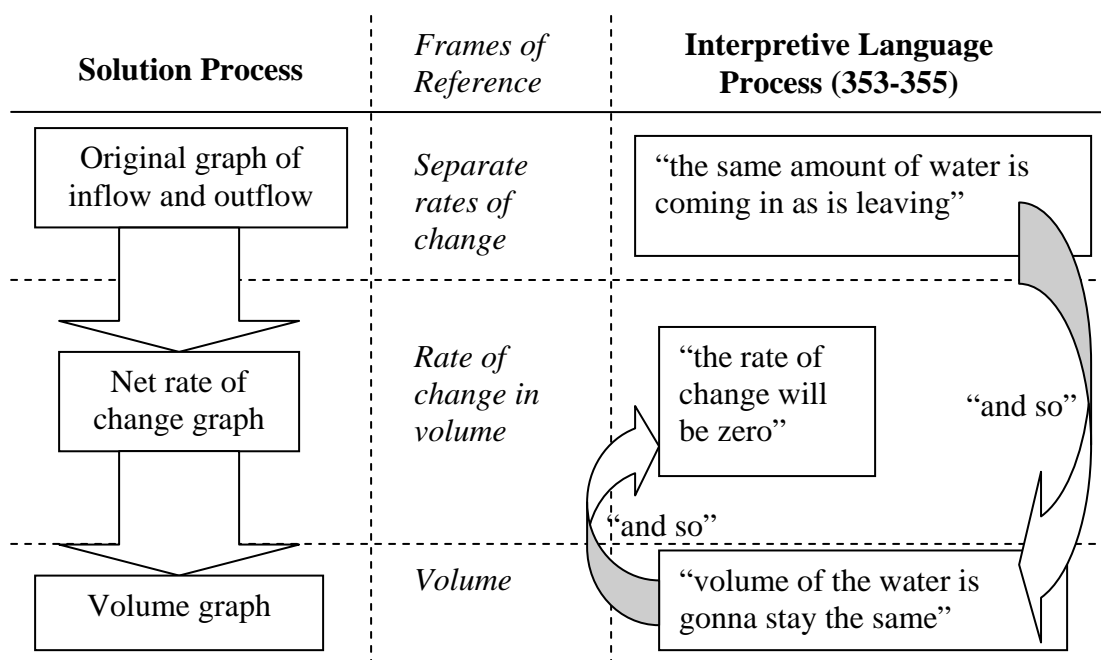 Solution Process
Frames of
Reference
Interpretive Language
Process (353-355)
Original graph of
inflow and outflow
Separate
rates of
change
“the same amount of water is
coming in as is leaving”
Net rate of
change graph
Rate of
change in
volume
“the rate of
change will
be zero”
“and so”
“and so”
Volume graph
Volume
“volume of the water is
gonna stay the same”